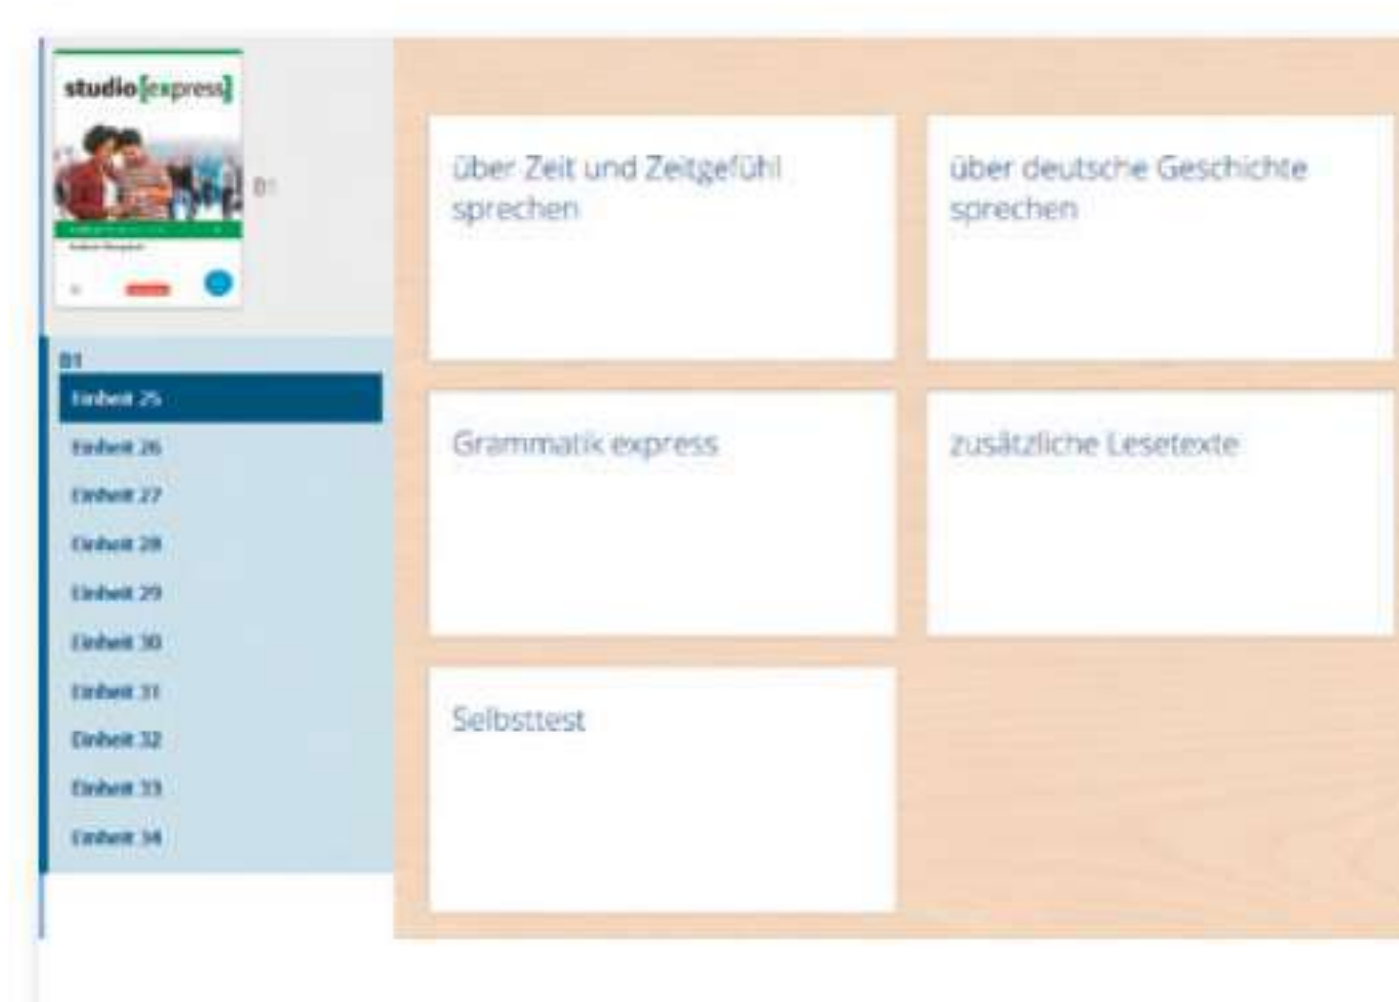 studio[express]
B1
B1
Einheit 25
Einheit 26
Einheit 27
Einheit 28
Einheit 29
Einheit 30
Einheit 31
Einheit 32
Einheit 33
Einheit 34
über Zeit und Zeitgefühl
sprechen
über deutsche Geschichte
sprechen
Grammatik express
zusätzliche Lesetexte
Selbsttest